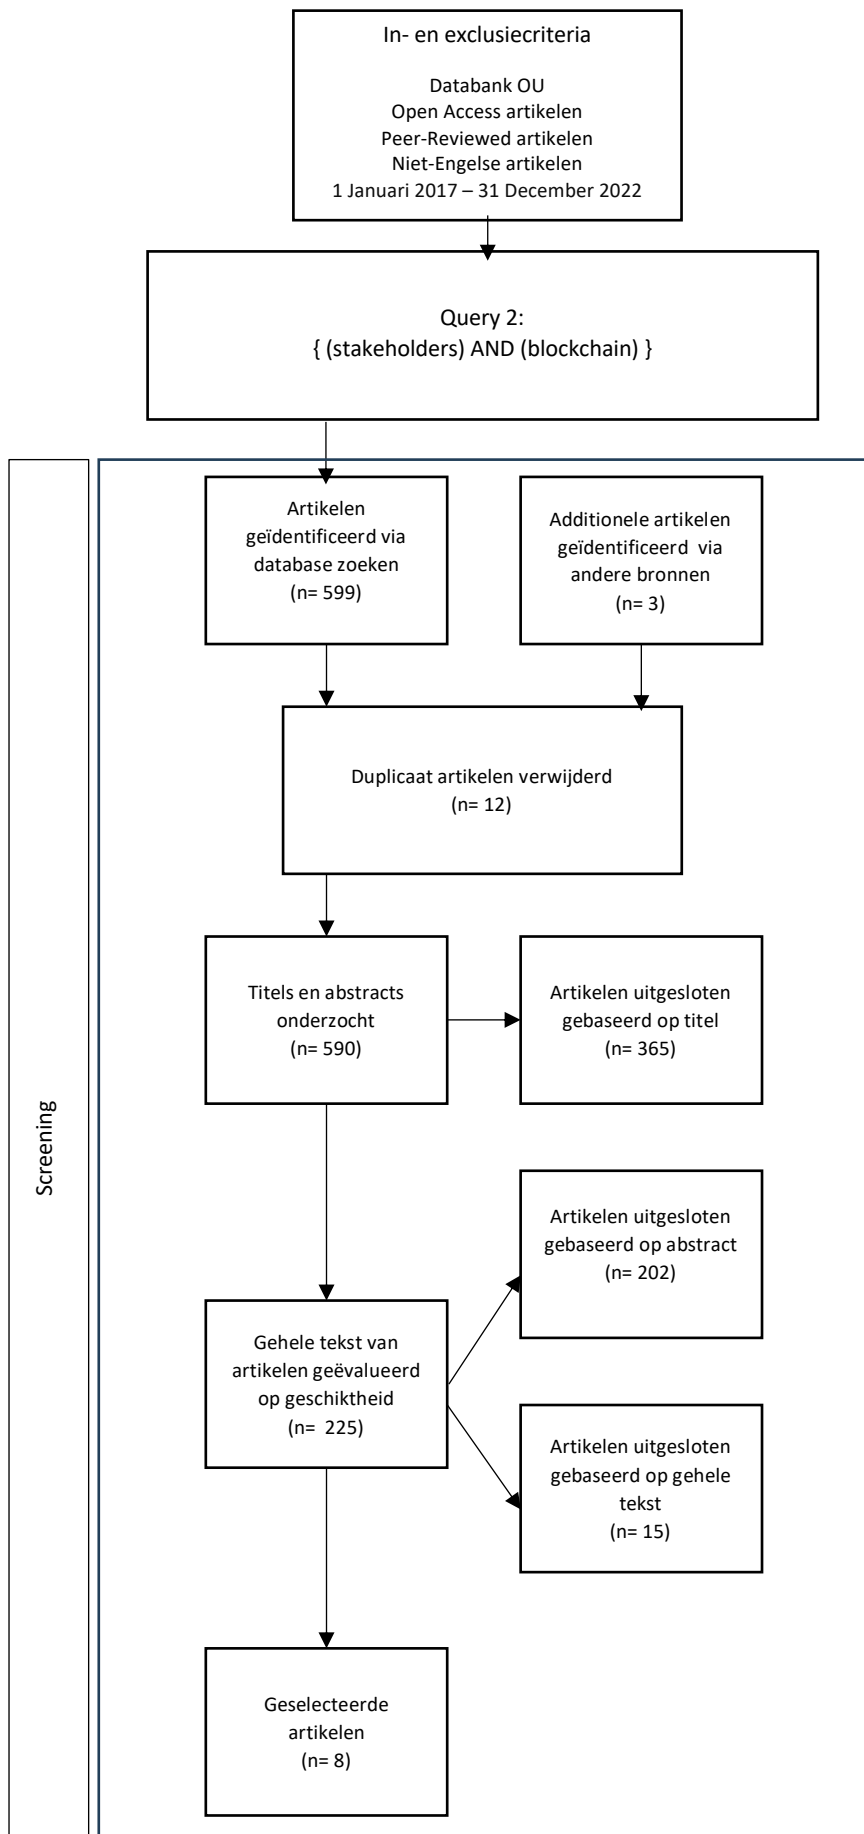 In- en exclusiecriteria
Databank OU
Open Access artikelen
Peer-Reviewed artikelen
Niet-Engelse artikelen
1 Januari 2017 – 31 December 2022
Query 2:
{ (stakeholders) AND (blockchain) }
Screening
Artikelen
geïdentificeerd via
database zoeken
(n= 599)
Additionele artikelen
geïdentificeerd via
andere bronnen
(n= 3)
Duplicaat artikelen verwijderd
(n= 12)
Titels en abstracts
onderzocht
(n= 590)
Artikelen uitgesloten
gebaseerd op titel
(n= 365)
Artikelen uitgesloten
gebaseerd op abstract
(n= 202)
Gehele tekst van
artikelen geëvalueerd
op geschiktheid
(n= 225)
Artikelen uitgesloten
gebaseerd op gehele
tekst
(n= 15)
Geselecteerde
artikelen
(n= 8)